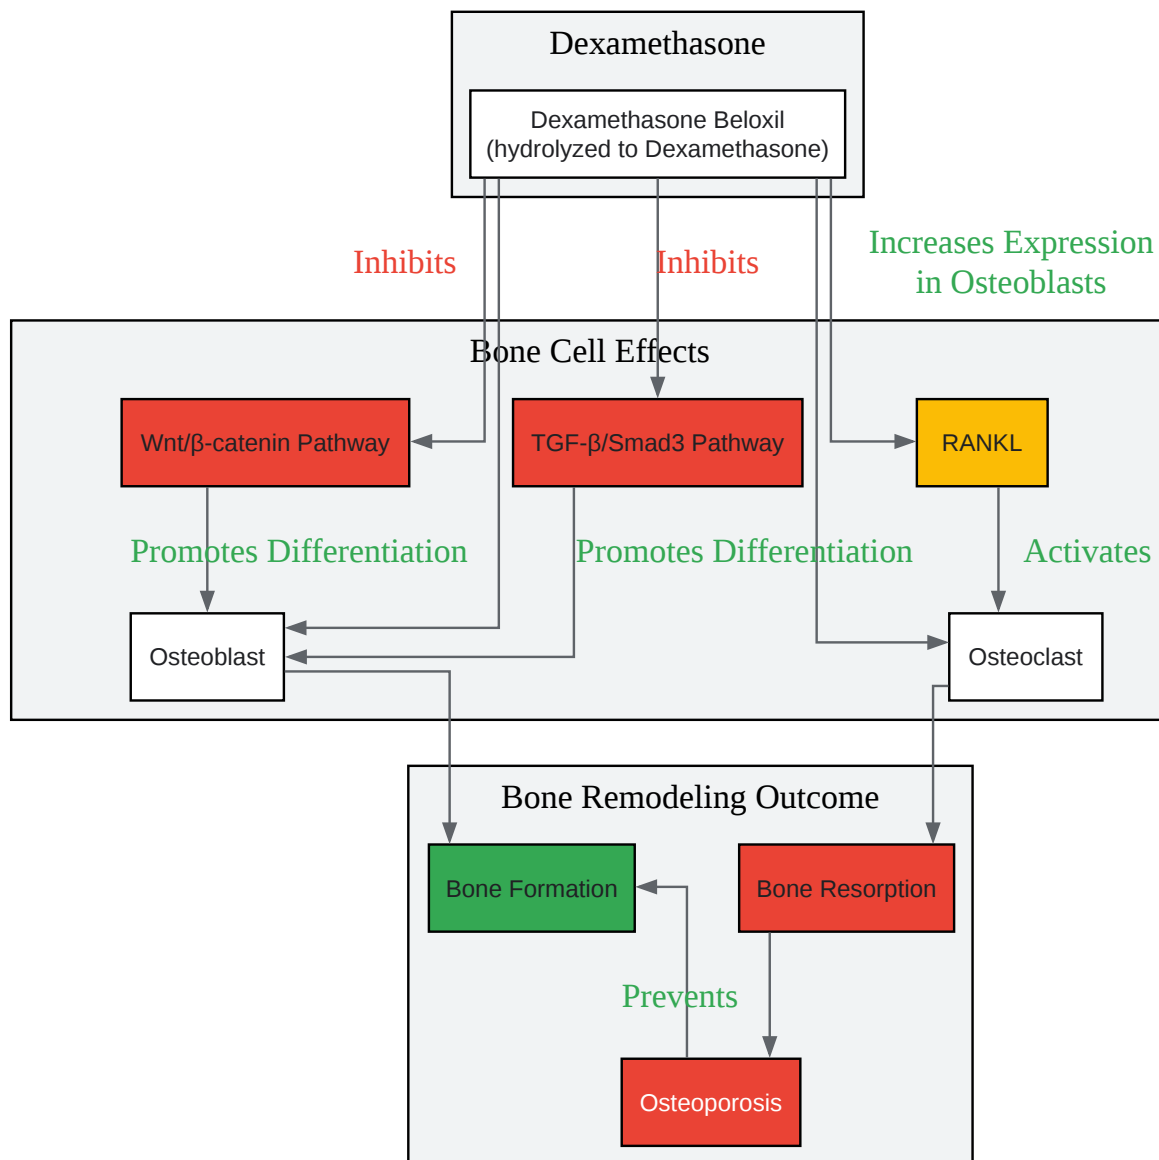 Dexamethasone
Dexamethasone Beloxil
(hydrolyzed to Dexamethasone)
Inhibits
Inhibits
Increases Expression
in Osteoblasts
Bone Cell Effects
Wnt/β-catenin Pathway
TGF-β/Smad3 Pathway
RANKL
Promotes Differentiation
Promotes Differentiation
Activates
Osteoblast
Osteoclast
Bone Remodeling Outcome
Bone Formation
Bone Resorption
Prevents
Osteoporosis